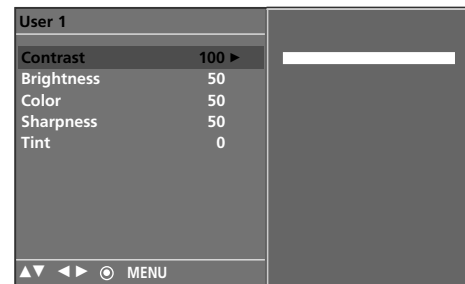 User 1
Contrast 100 ►
Brightness 50
Color 50
Sharpness 50
Tint 0
▲▼ ◄► ◉ MENU